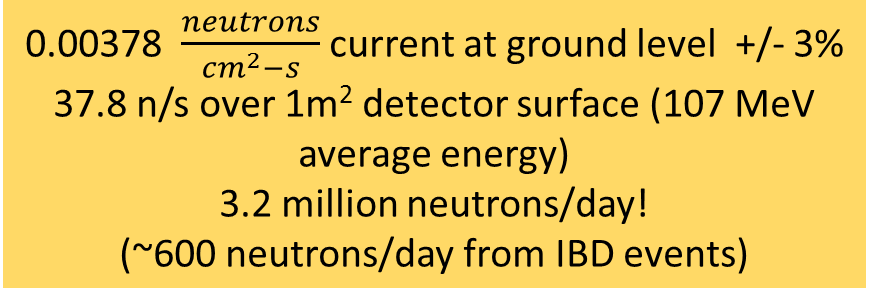 0.00378 neutrons/cm²–s current at ground level +/- 3%
37.8 n/s over 1m² detector surface (107 MeV
average energy)
3.2 million neutrons/day!
(~600 neutrons/day from IBD events)